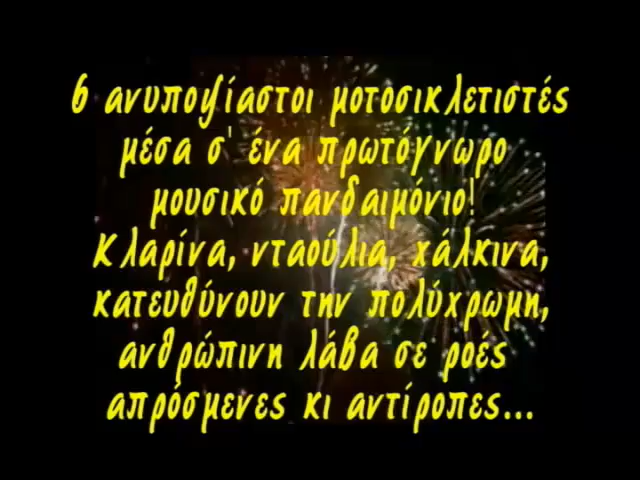 6 ανυποψίαστοι μοτοσικλετιστές
μέσα σ' ένα πρωτόγνωρο
μουσικό πανδαιμόνιο!
Κλαρίνα, νταούλια, χάλκινα,
κατευθύνουν την πολύχρωμη,
ανθρώπινη λάβα σε ροές
απρόσμενες κι αντίροπες...